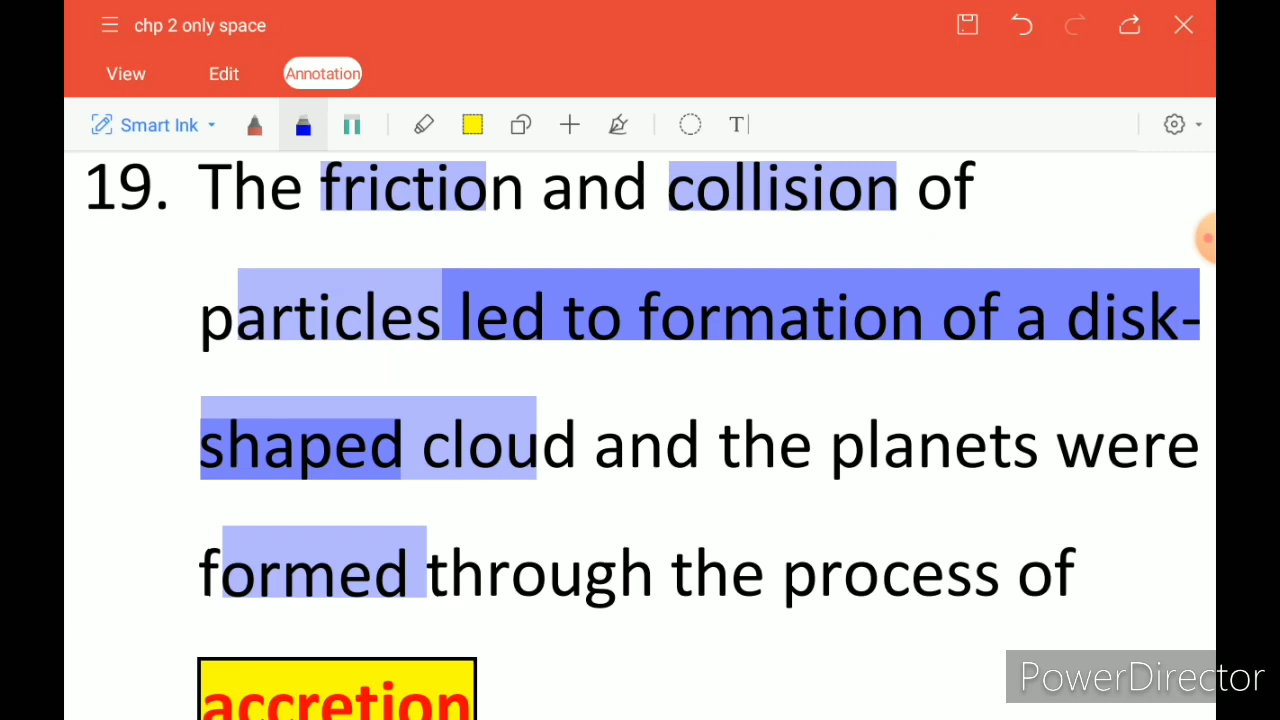 chp 2 only space
View Edit Annotation
Smart Ink T
19. The friction and collision of
particles led to formation of a disk-
shaped cloud and the planets were
formed through the process of
accretion
PowerDirector